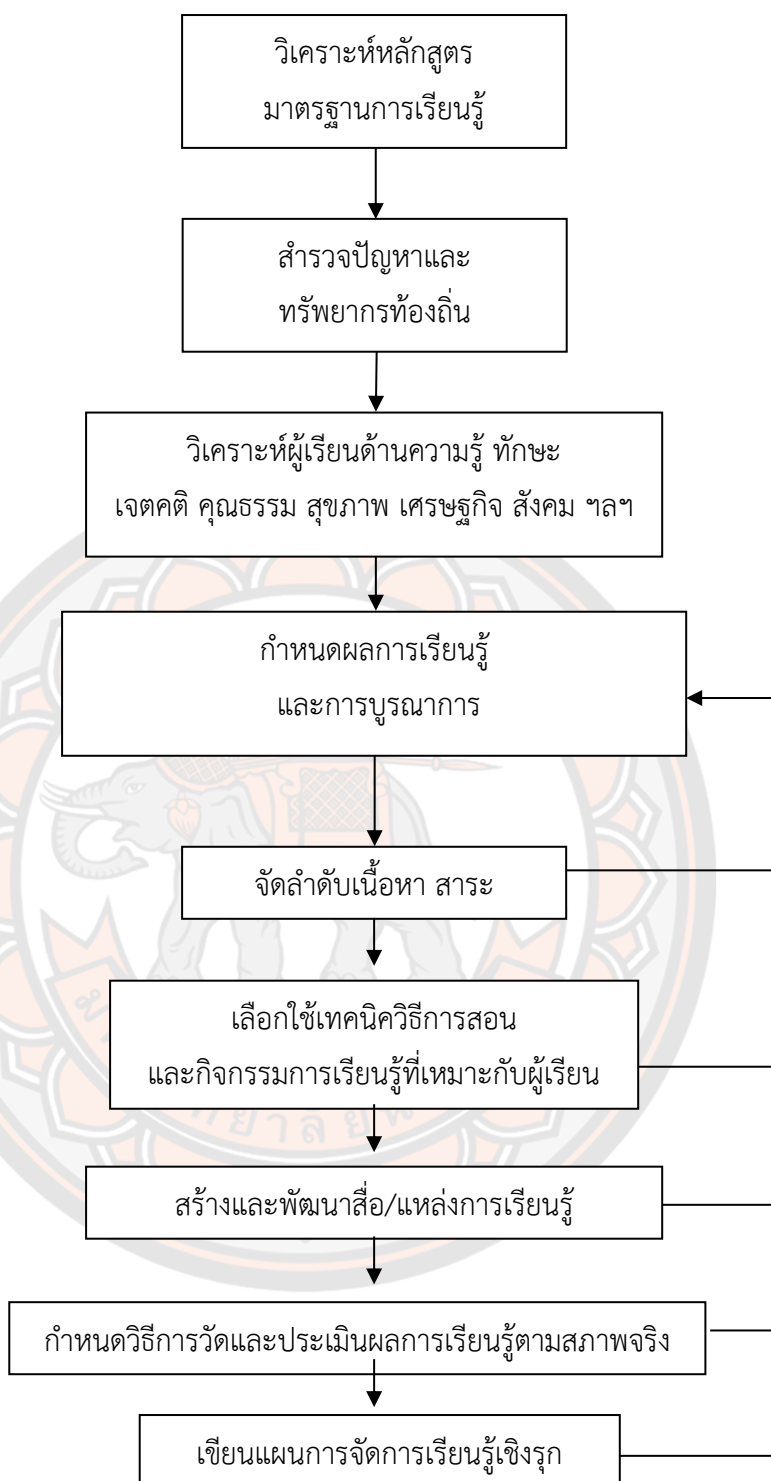 วิเคราะห์หลักสูตร
มาตรฐานการเรียนรู้
สำรวจปัญหาและ
ทรัพยากรท้องถิ่น
วิเคราะห์ผู้เรียนด้านความรู้ ทักษะ
เจตคติ คุณธรรม สุขภาพ เศรษฐกิจ สังคม ฯลฯ
กำหนดผลการเรียนรู้
และการบูรณาการ
จัดลำดับเนื้อหา สาระ
เลือกใช้เทคนิควิธีการสอน
และกิจกรรมการเรียนรู้ที่เหมาะกับผู้เรียน
สร้างและพัฒนาสื่อ/แหล่งการเรียนรู้
กำหนดวิธีการวัดและประเมินผลการเรียนรู้ตามสภาพจริง
เขียนแผนการจัดการเรียนรู้เชิงรุก